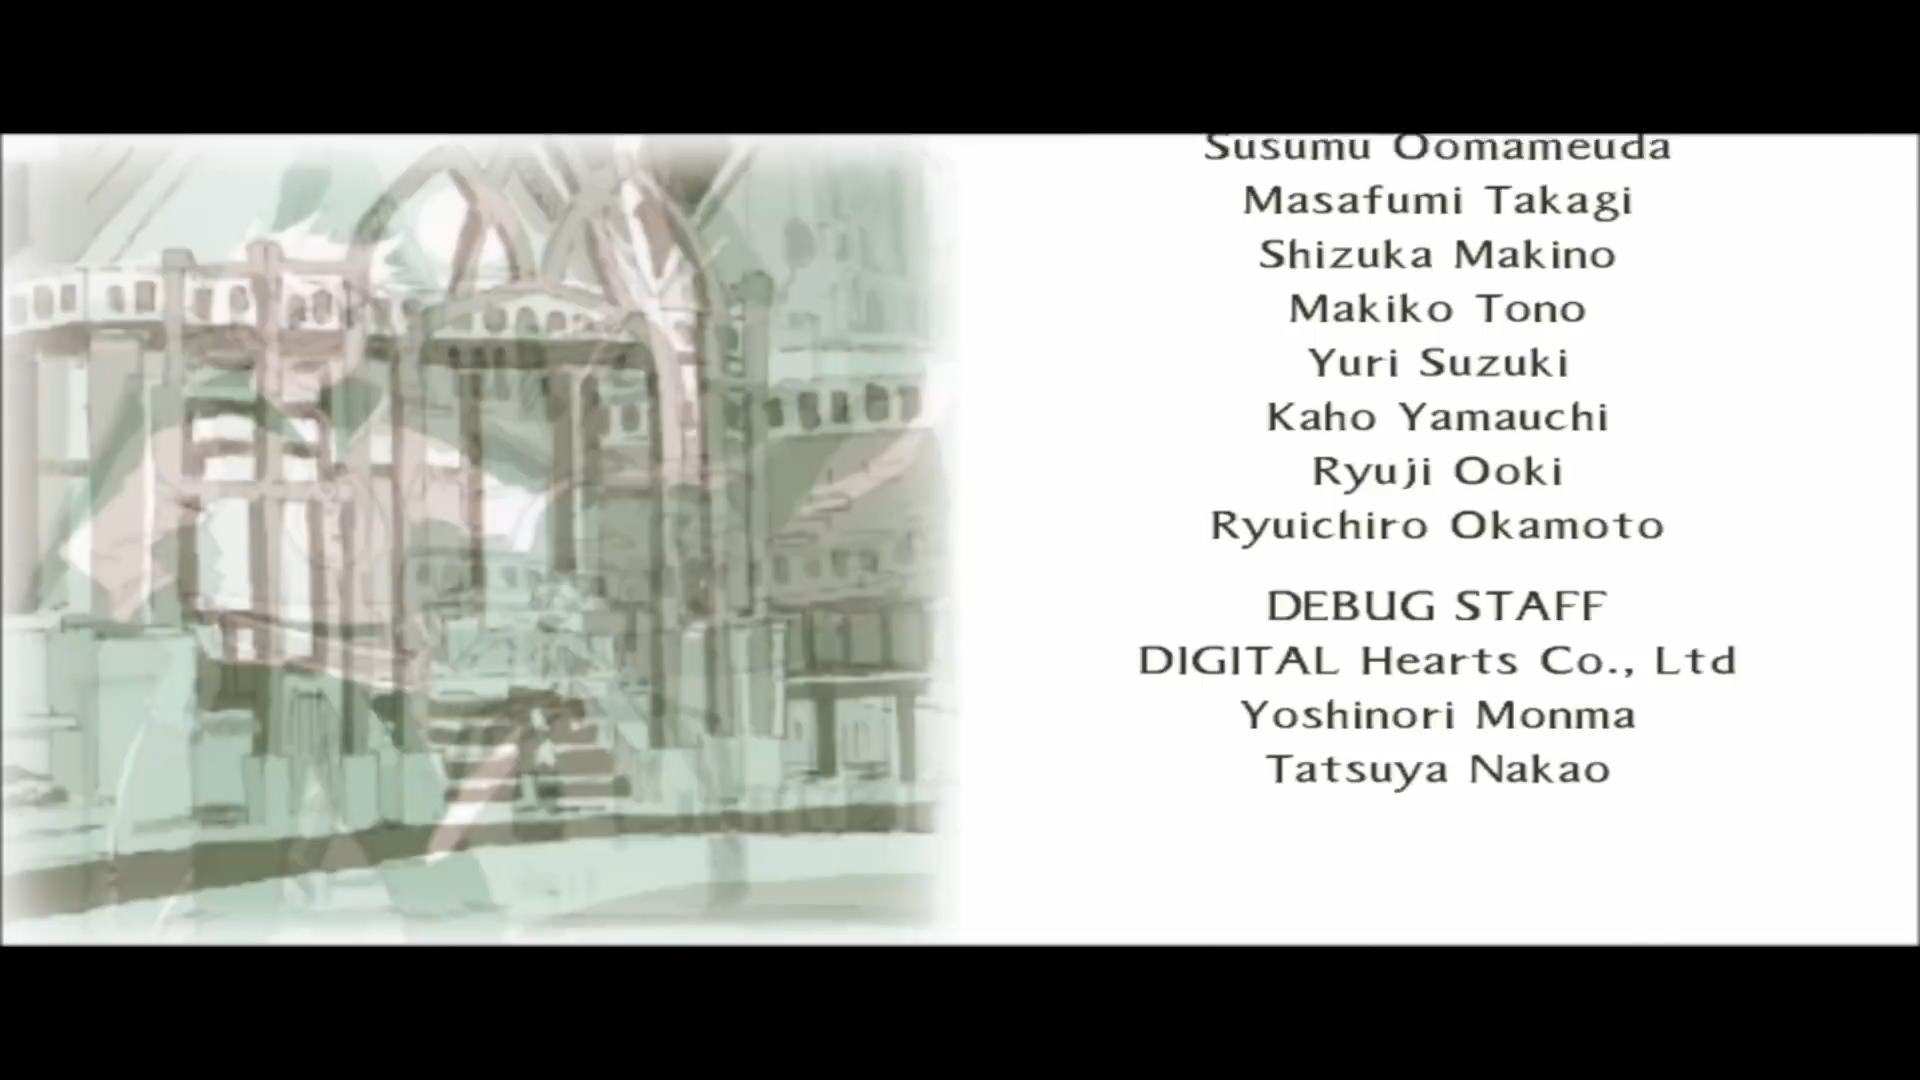 Susumu Oomameuda
Masafumi Takagi
Shizuka Makino
Makiko Tono
Yuri Suzuki
Kaho Yamauchi
Ryuji Ooki
Ryuichiro Okamoto
DEBUG STAFF
DIGITAL Hearts Co., Ltd
Yoshinori Monma
Tatsuya Nakao